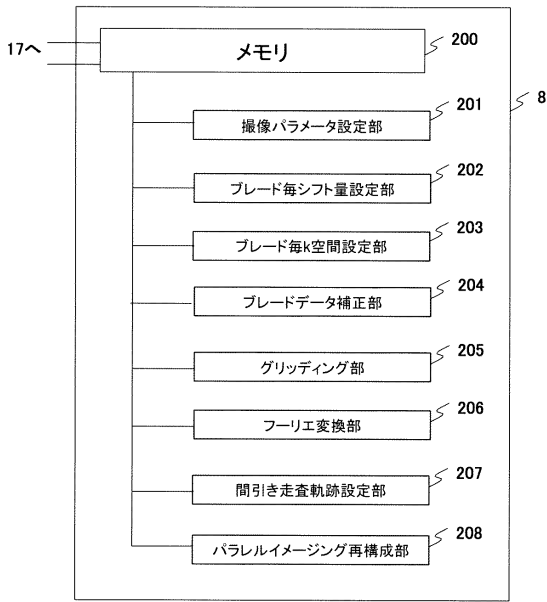 17へ
メモリ
200
8
201
撮像パラメータ設定部
202
ブレード毎シフト量設定部
203
ブレード毎k空間設定部
204
ブレードデータ補正部
205
グリッディング部
206
フーリエ変換部
207
間引き走査軌跡設定部
208
パラレルイメージング再構成部